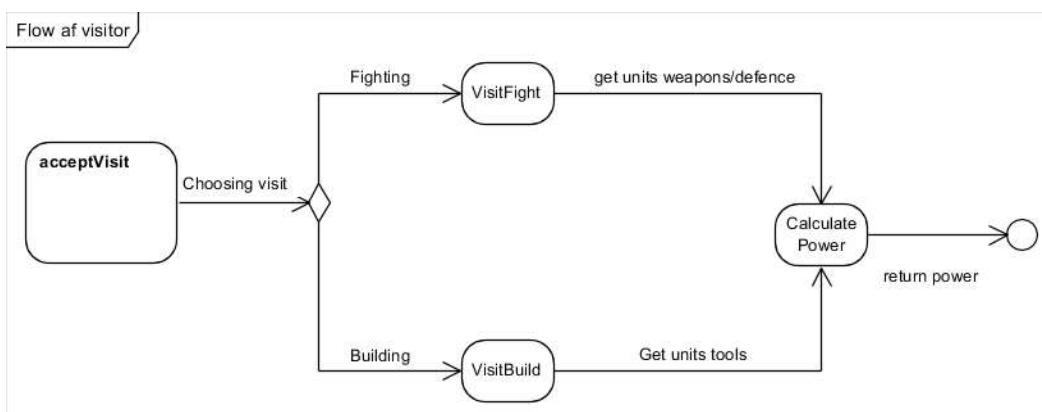 Flow af visitor
Fighting
VisitFight
get units weapons/defence
acceptVisit
Choosing visit
Calculate
Power
return power
Building
VisitBuild
Get units tools